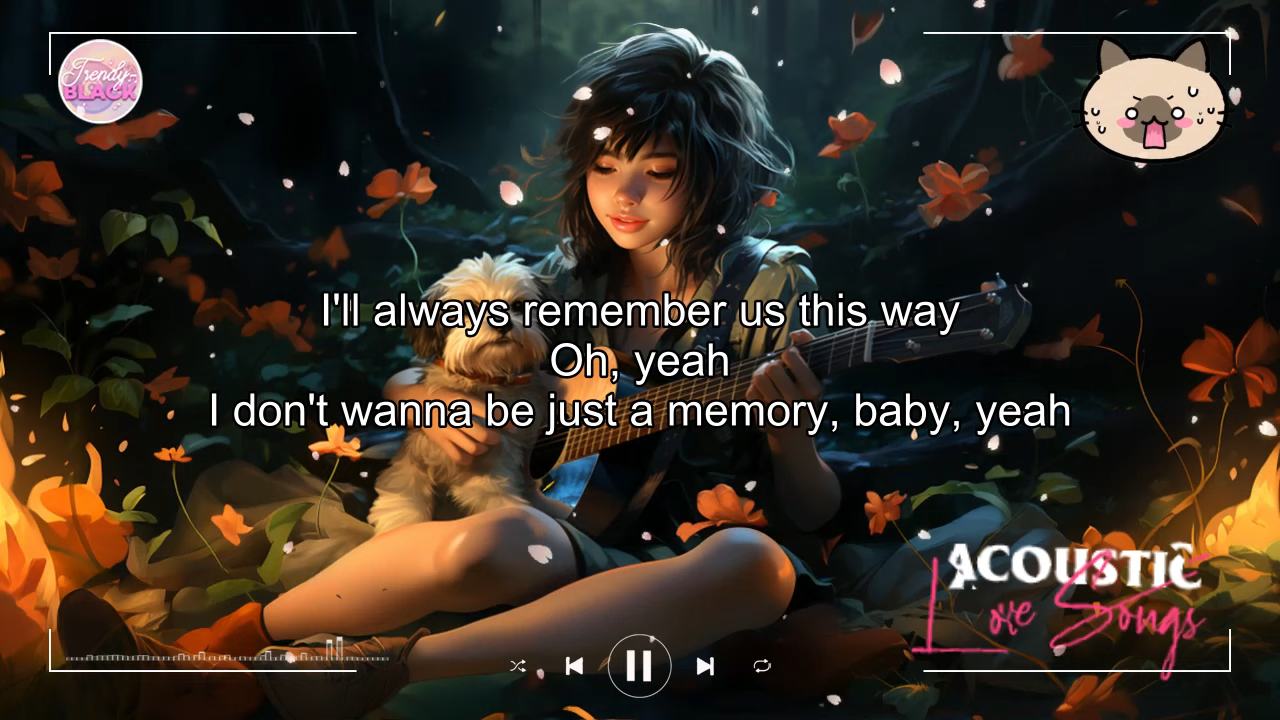 Trendy
BLACK
I'll always remember us this way
Oh, yeah
I don't wanna be just a memory, baby, yeah
ACOUSTIC
Love Songs